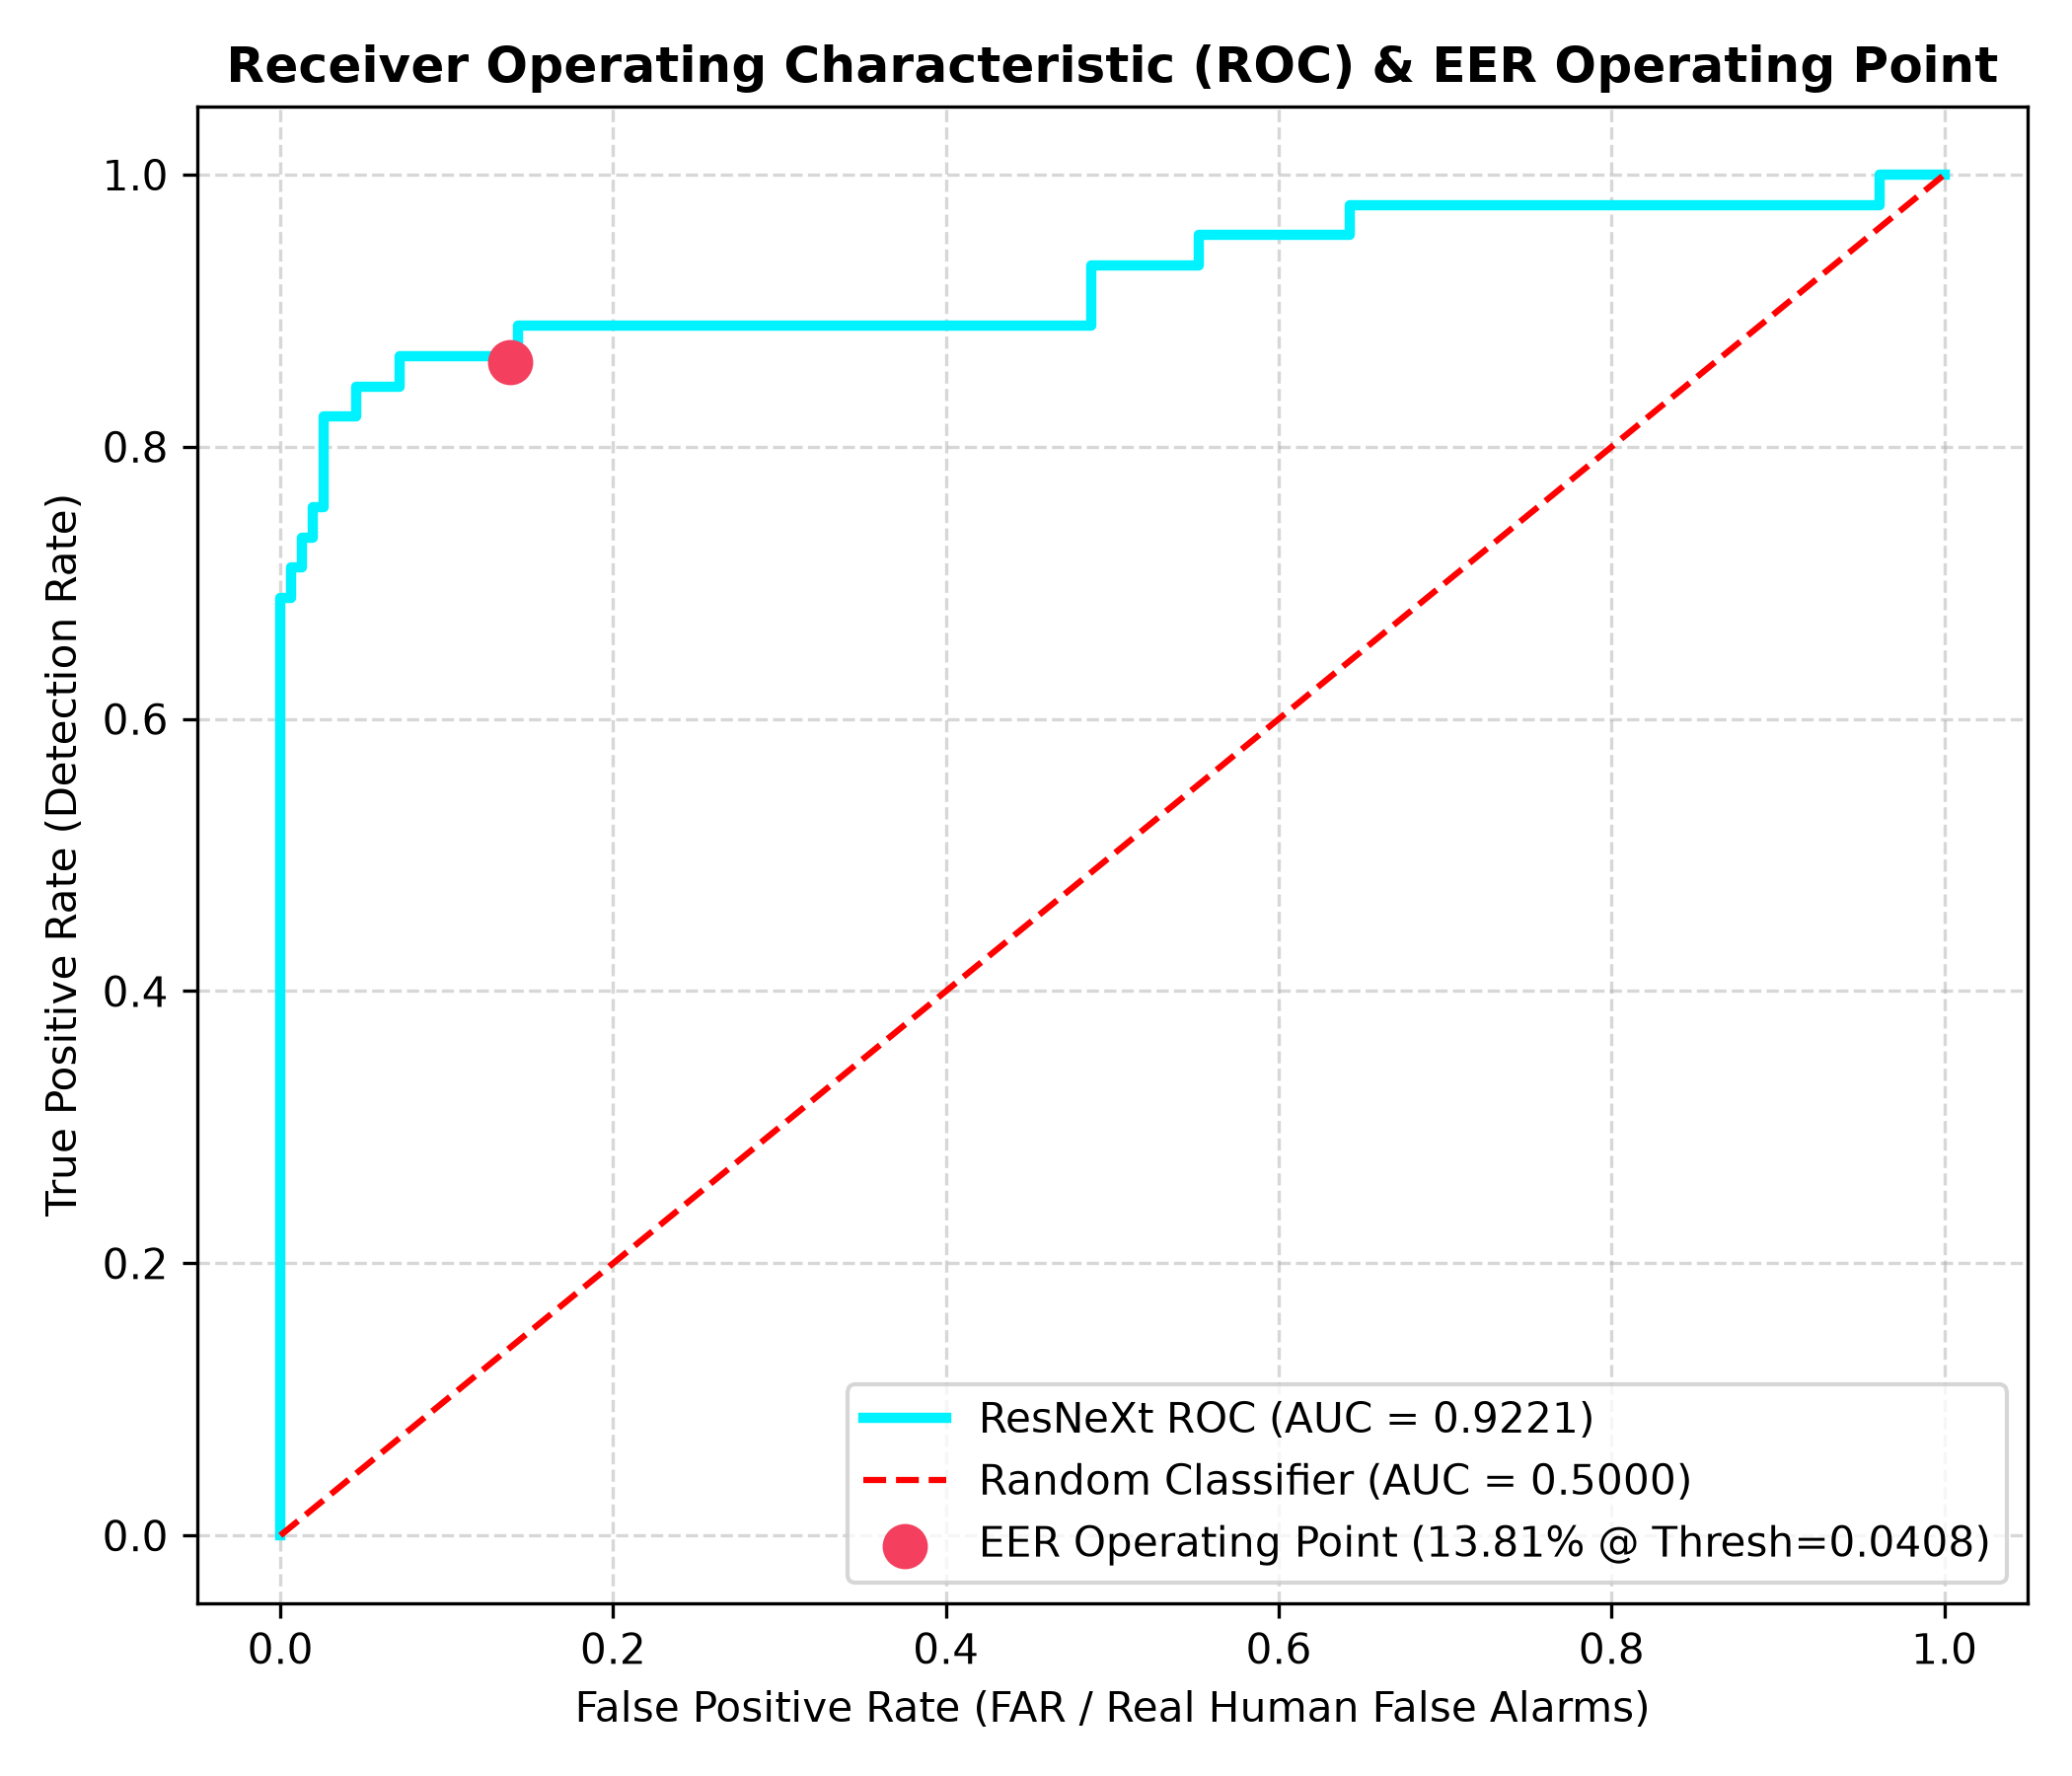 Receiver Operating Characteristic (ROC) & EER Operating Point
True Positive Rate (Detection Rate)
1.0
0.8
0.6
0.4
0.2
0.0
ResNeXt ROC (AUC = 0.9221)
Random Classifier (AUC = 0.5000)
EER Operating Point (13.81% @ Thresh=0.0408)
0.0 0.2 0.4 0.6 0.8 1.0
False Positive Rate (FAR / Real Human False Alarms)